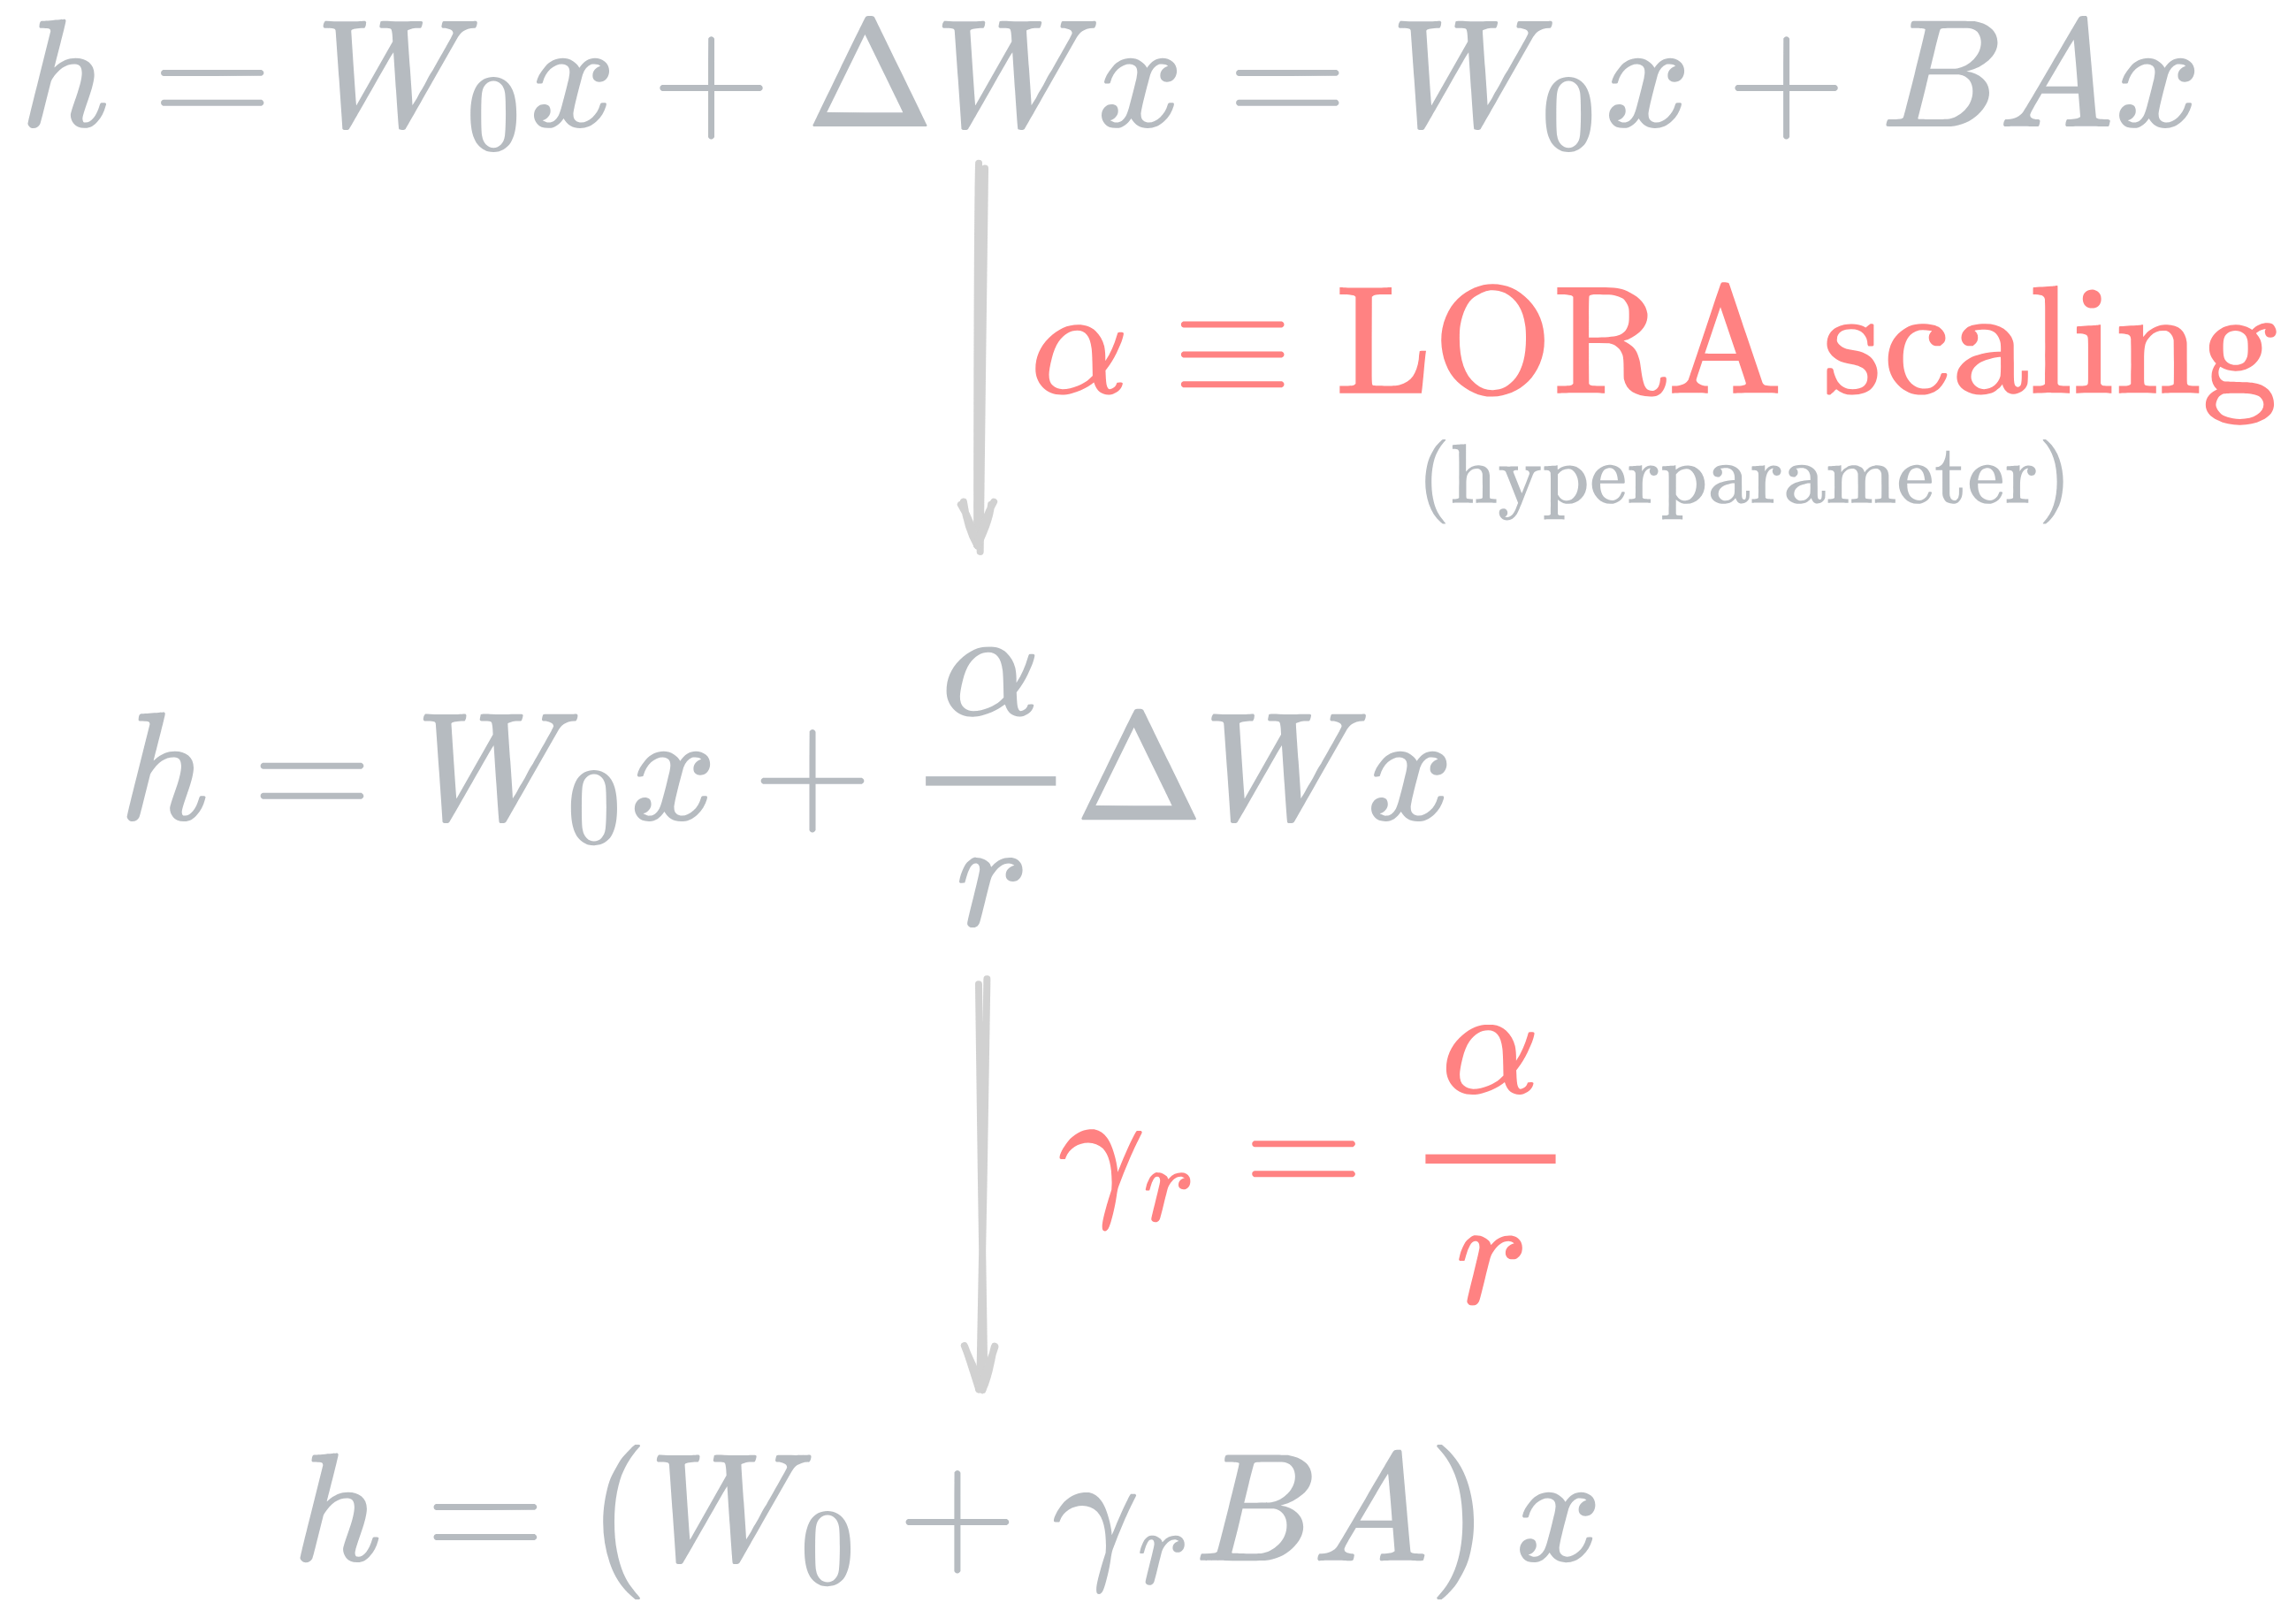 h = W₀x + ΔWx = W₀x + BAx
α ≡ LORA scaling
(hyperparameter)
h = W₀x + α/r ΔWx
γᵣ = α/r
h = (W₀ + γᵣBA) x